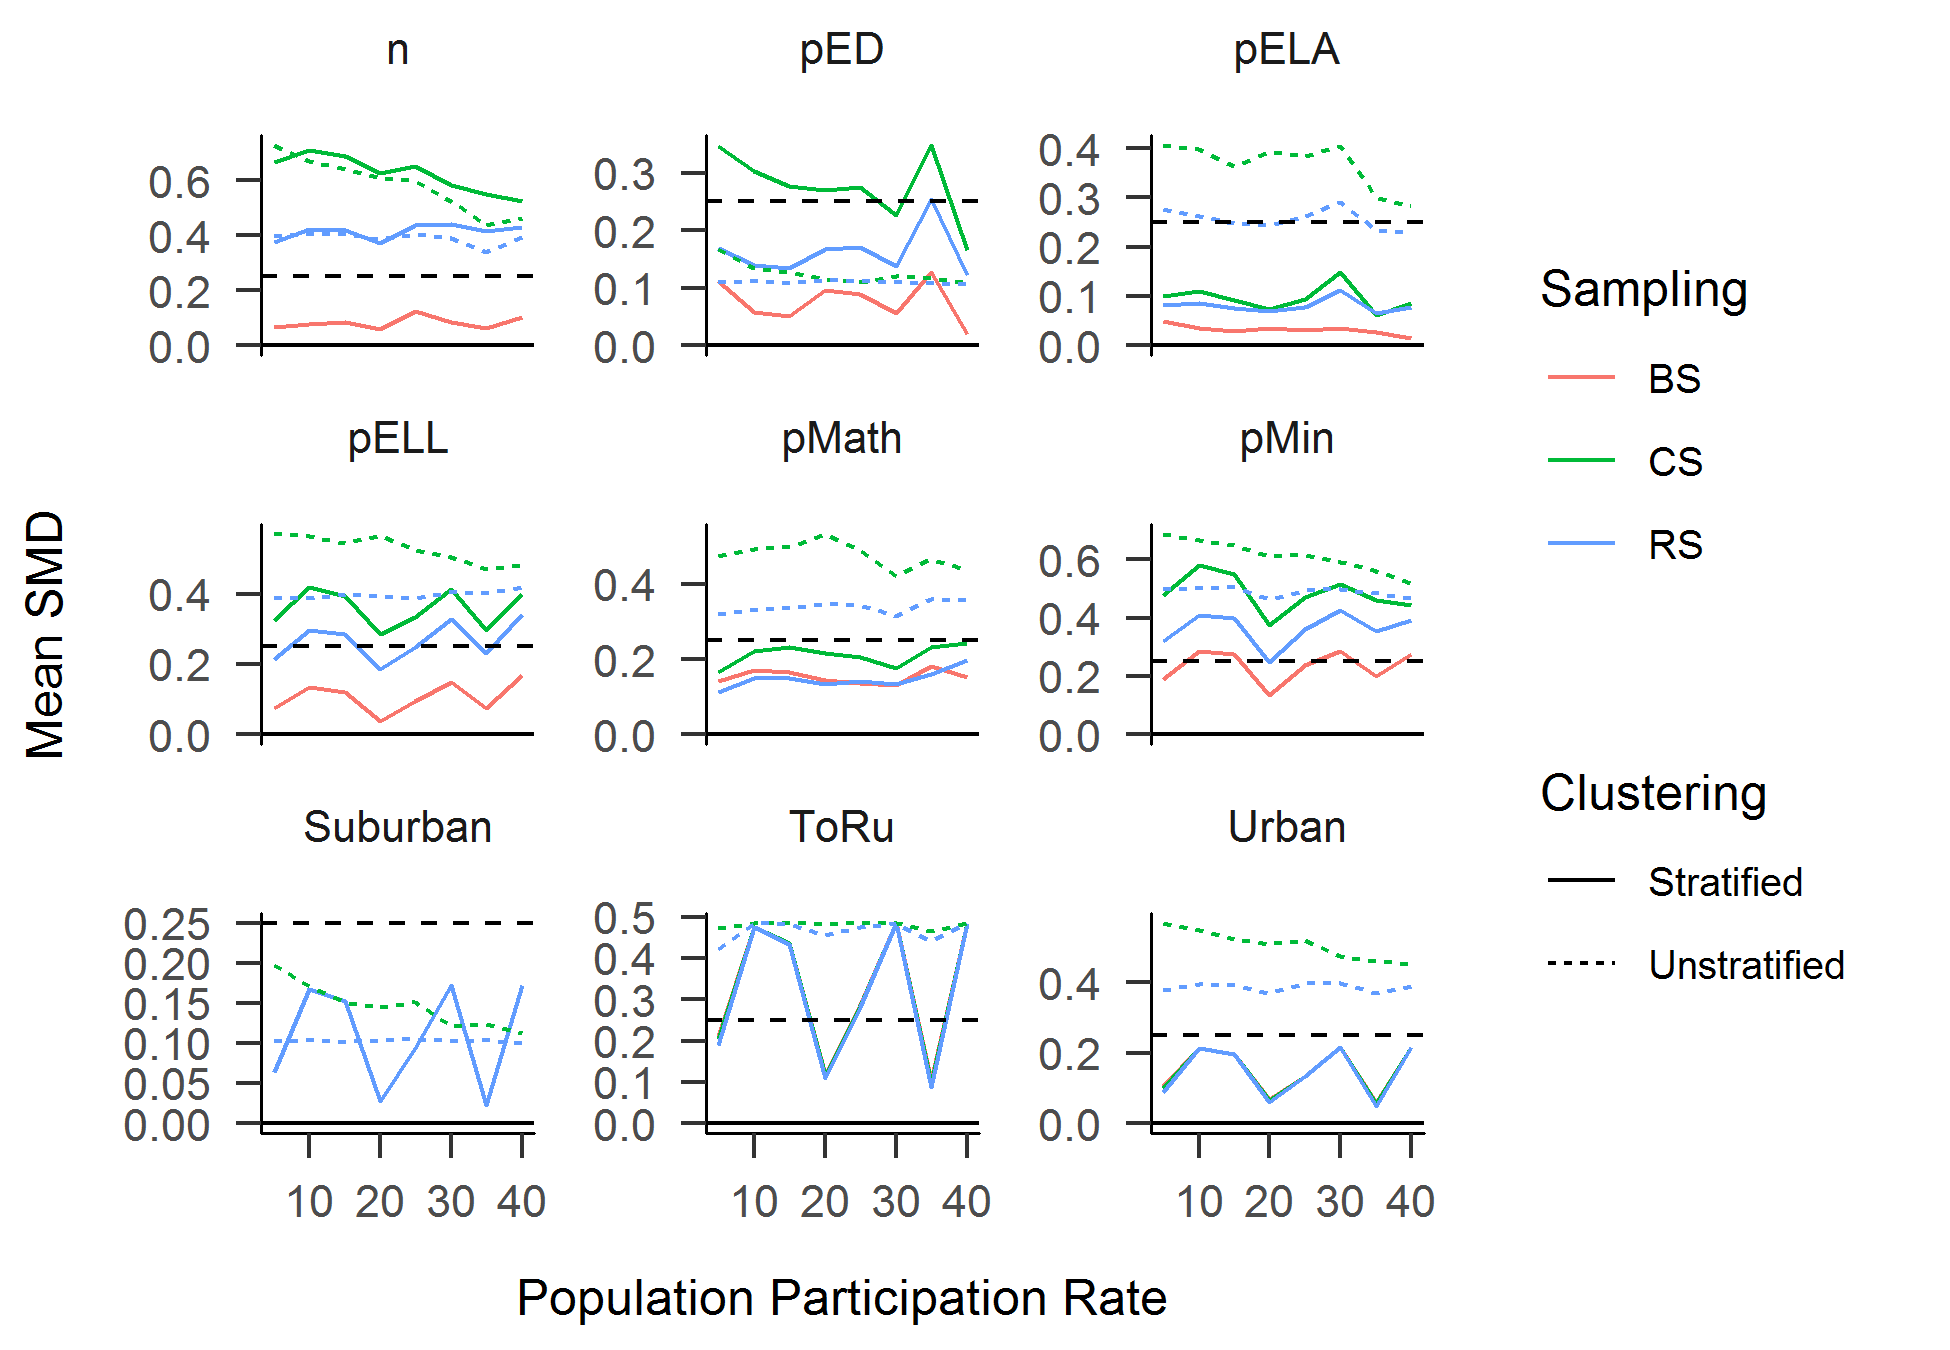 n pED pELA
0.6
0.4
0.2
0.0
0.3
0.2
0.1
0.0
0.4
0.3
0.2
0.1
0.0
pELL pMath pMin
0.4
0.2
0.0
0.4
0.2
0.0
0.6
0.4
0.2
0.0
Suburban ToRu Urban
0.25
0.20
0.15
0.10
0.05
0.00
0.5
0.4
0.3
0.2
0.1
0.0
0.4
0.2
0.0
10 20 30 40
10 20 30 40
10 20 30 40
Mean SMD
Population Participation Rate
Sampling
BS
CS
RS
Clustering
Stratified
Unstratified